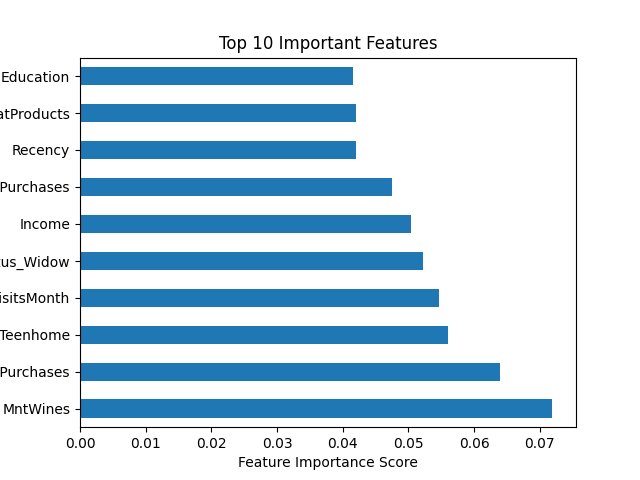 Top 10 Important Features
Education
atProducts
Recency
Purchases
Income
us_Widow
isitsMonth
Teenhome
Purchases
MntWines
0.00 0.01 0.02 0.03 0.04 0.05 0.06 0.07
Feature Importance Score